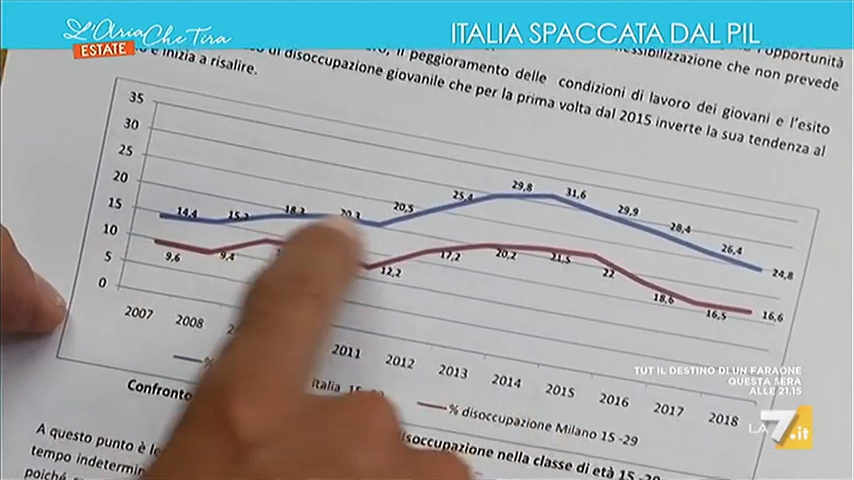 L'Aria Che Tira
ESTATE
ITALIA SPACCATA DAL PIL
l'opportunità
di disoccupazione, il peggioramento delle condizioni di lavoro dei giovani e l'esito
flessibilizzazione che non prevede
e inizia a risalire.
di disoccupazione giovanile che per la prima volta dal 2015 inverte la sua tendenza al
35
30
25
20
15
10
5
0
14,4 15,3 18,2 20,3 20,5 25,4 29,8 31,6 29,9 28,4 26,4 24,8
9,6 9,4 12,2 17,2 20,2 21,5 22 18,6 16,5 16,6
2007 2008 2011 2012 2013 2014 2015 2016 2017 2018
% Italia 15-29
% disoccupazione Milano 15-29
Confronto disoccupazione nella classe di età 15-29
A questo punto è le
tempo indetermin
poiché
TUT IL DESTINO DI UN FARAONE
QUESTA SERA
ALLE 21.15
LA7.it